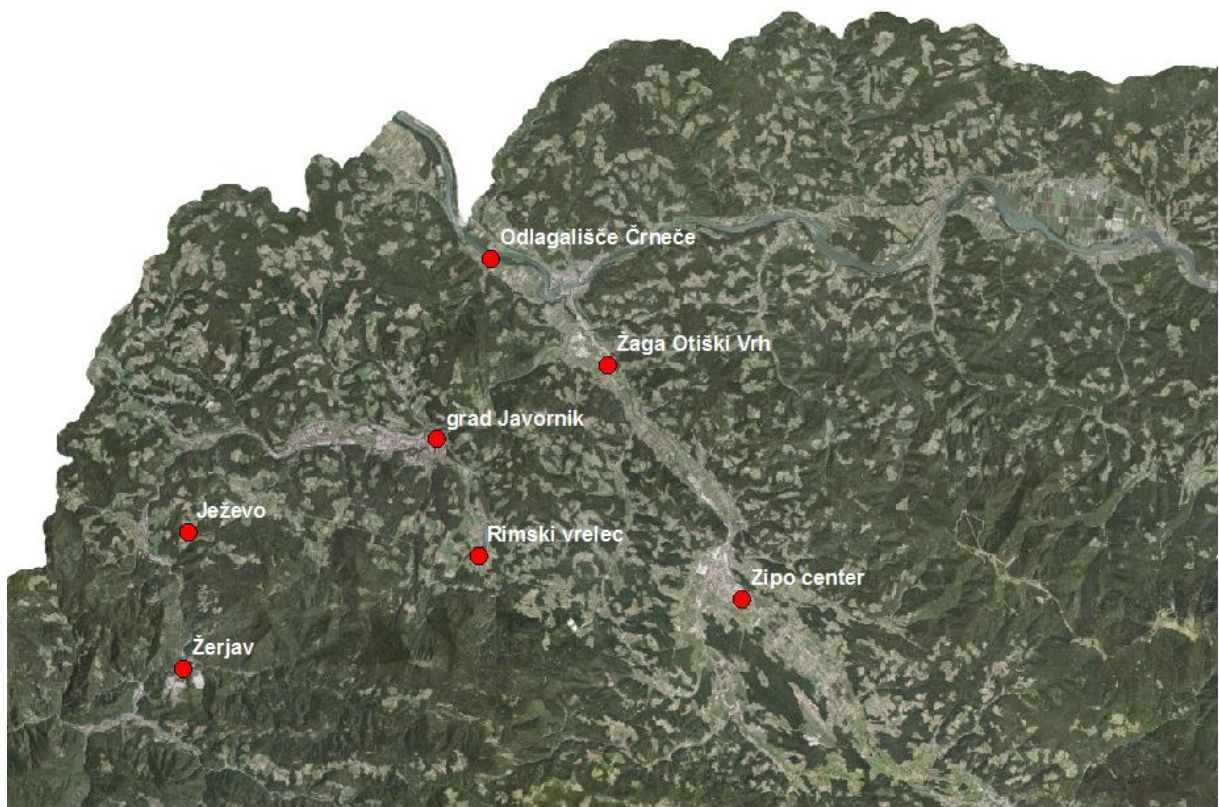 Odlagališče Črneče
Žaga Otiški Vrh
grad Javornik
Ježevo
Rimski vrelec
Zipo center
Žerjav